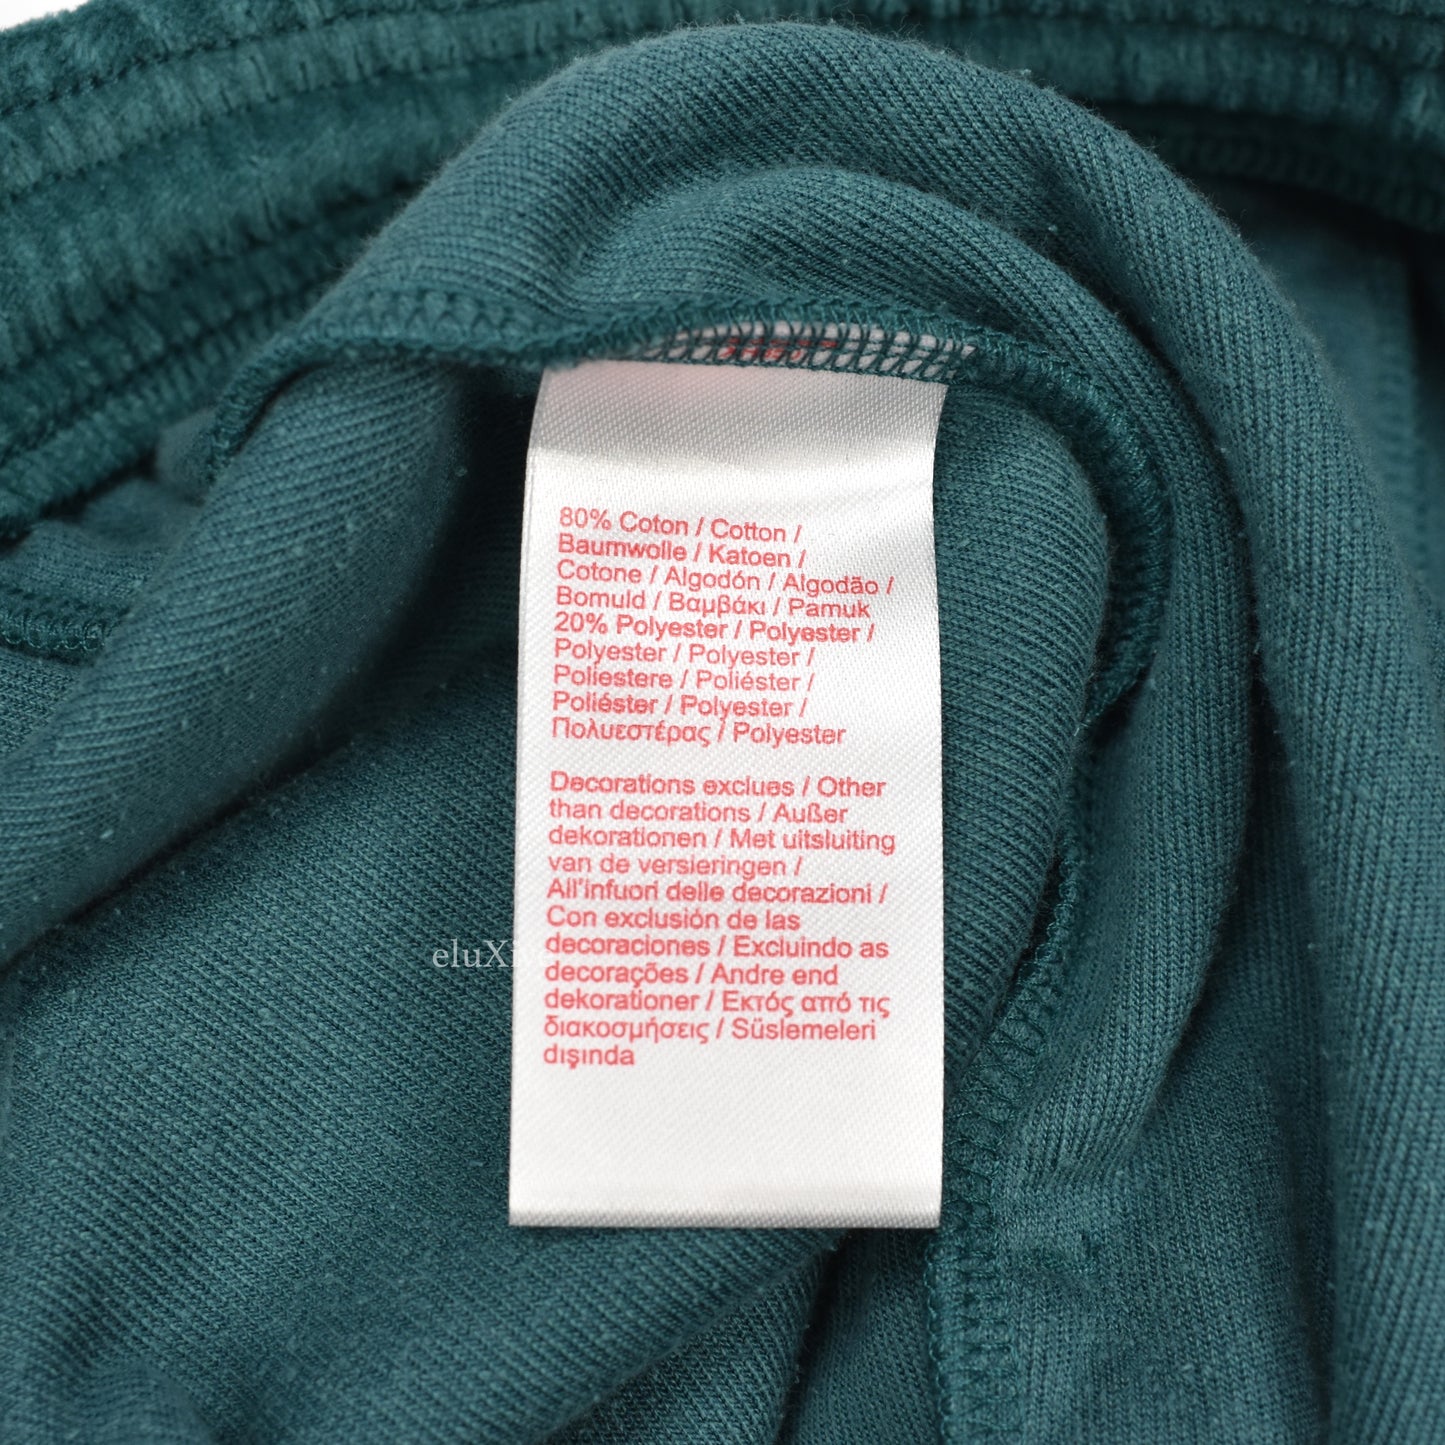 80% Coton / Cotton /
Baumwolle / Katoen /
Cotone / Algodón / Algodão /
Bomuld / Βαμβάκι / Pamuk
20% Polyester / Polyester /
Polyester / Polyester /
Poliestere / Poliéster /
Poliéster / Polyester /
Πολυεστέρας / Polyester
Decorations exclues / Other
than decorations / Außer
dekorationen / Met uitsluiting
van de versieringen /
All'infuori delle decorazioni /
Con exclusión de las
decoraciones / Excluindo as
decorações / Andre end
dekorationer / Εκτός από τις
διακοσμήσεις / Süslemeleri
dışında
eluXi